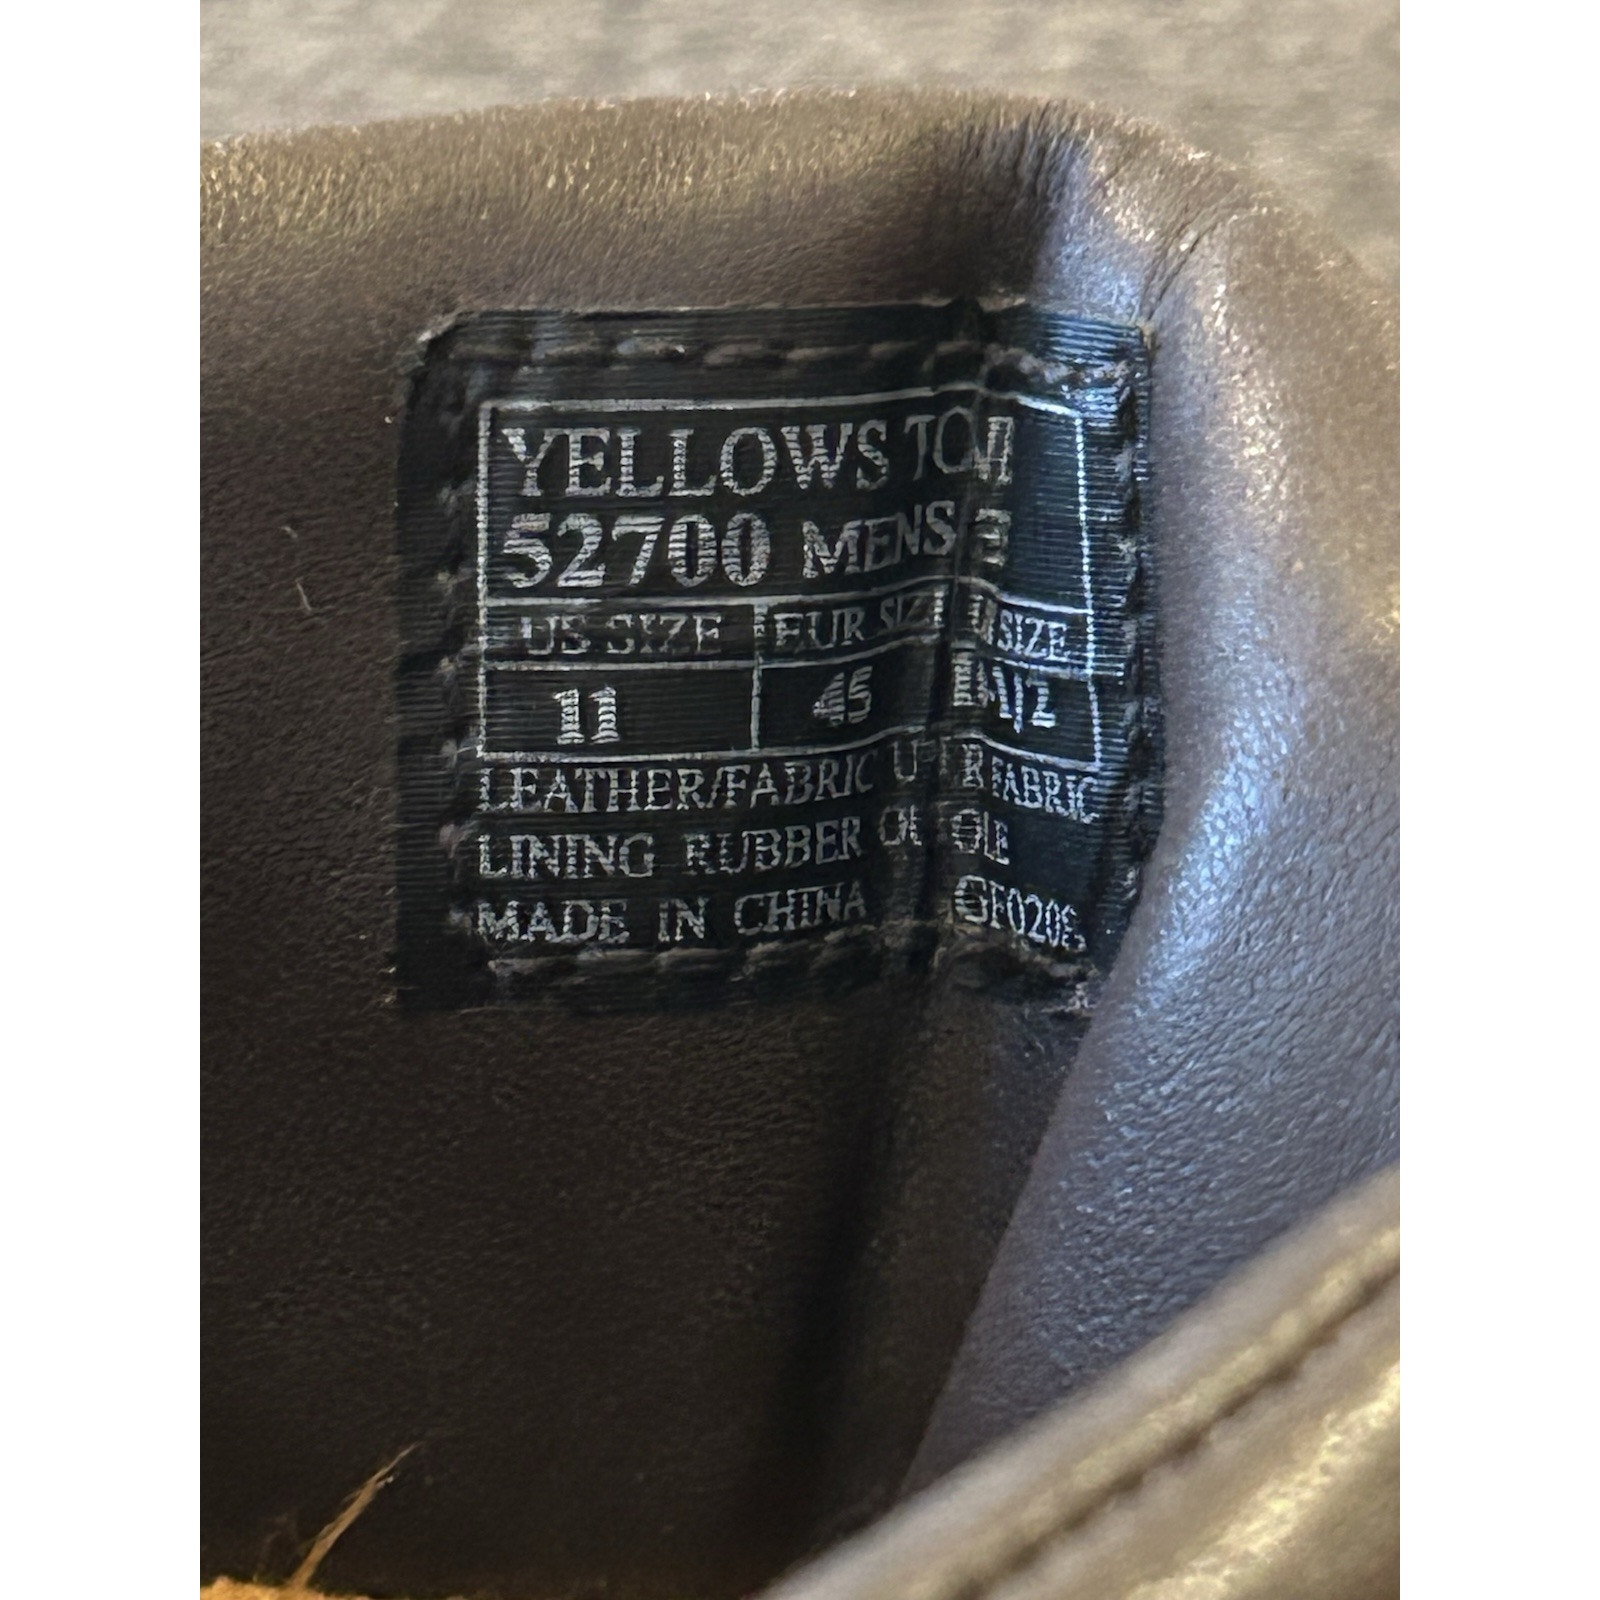 YELLOWSTONE
52700 MENS
US SIZE EUR SIZE SIZE
11 45
LEATHER/FABRIC UPPER FABRIC
LINING RUBBER OUTSOLE
MADE IN CHINA